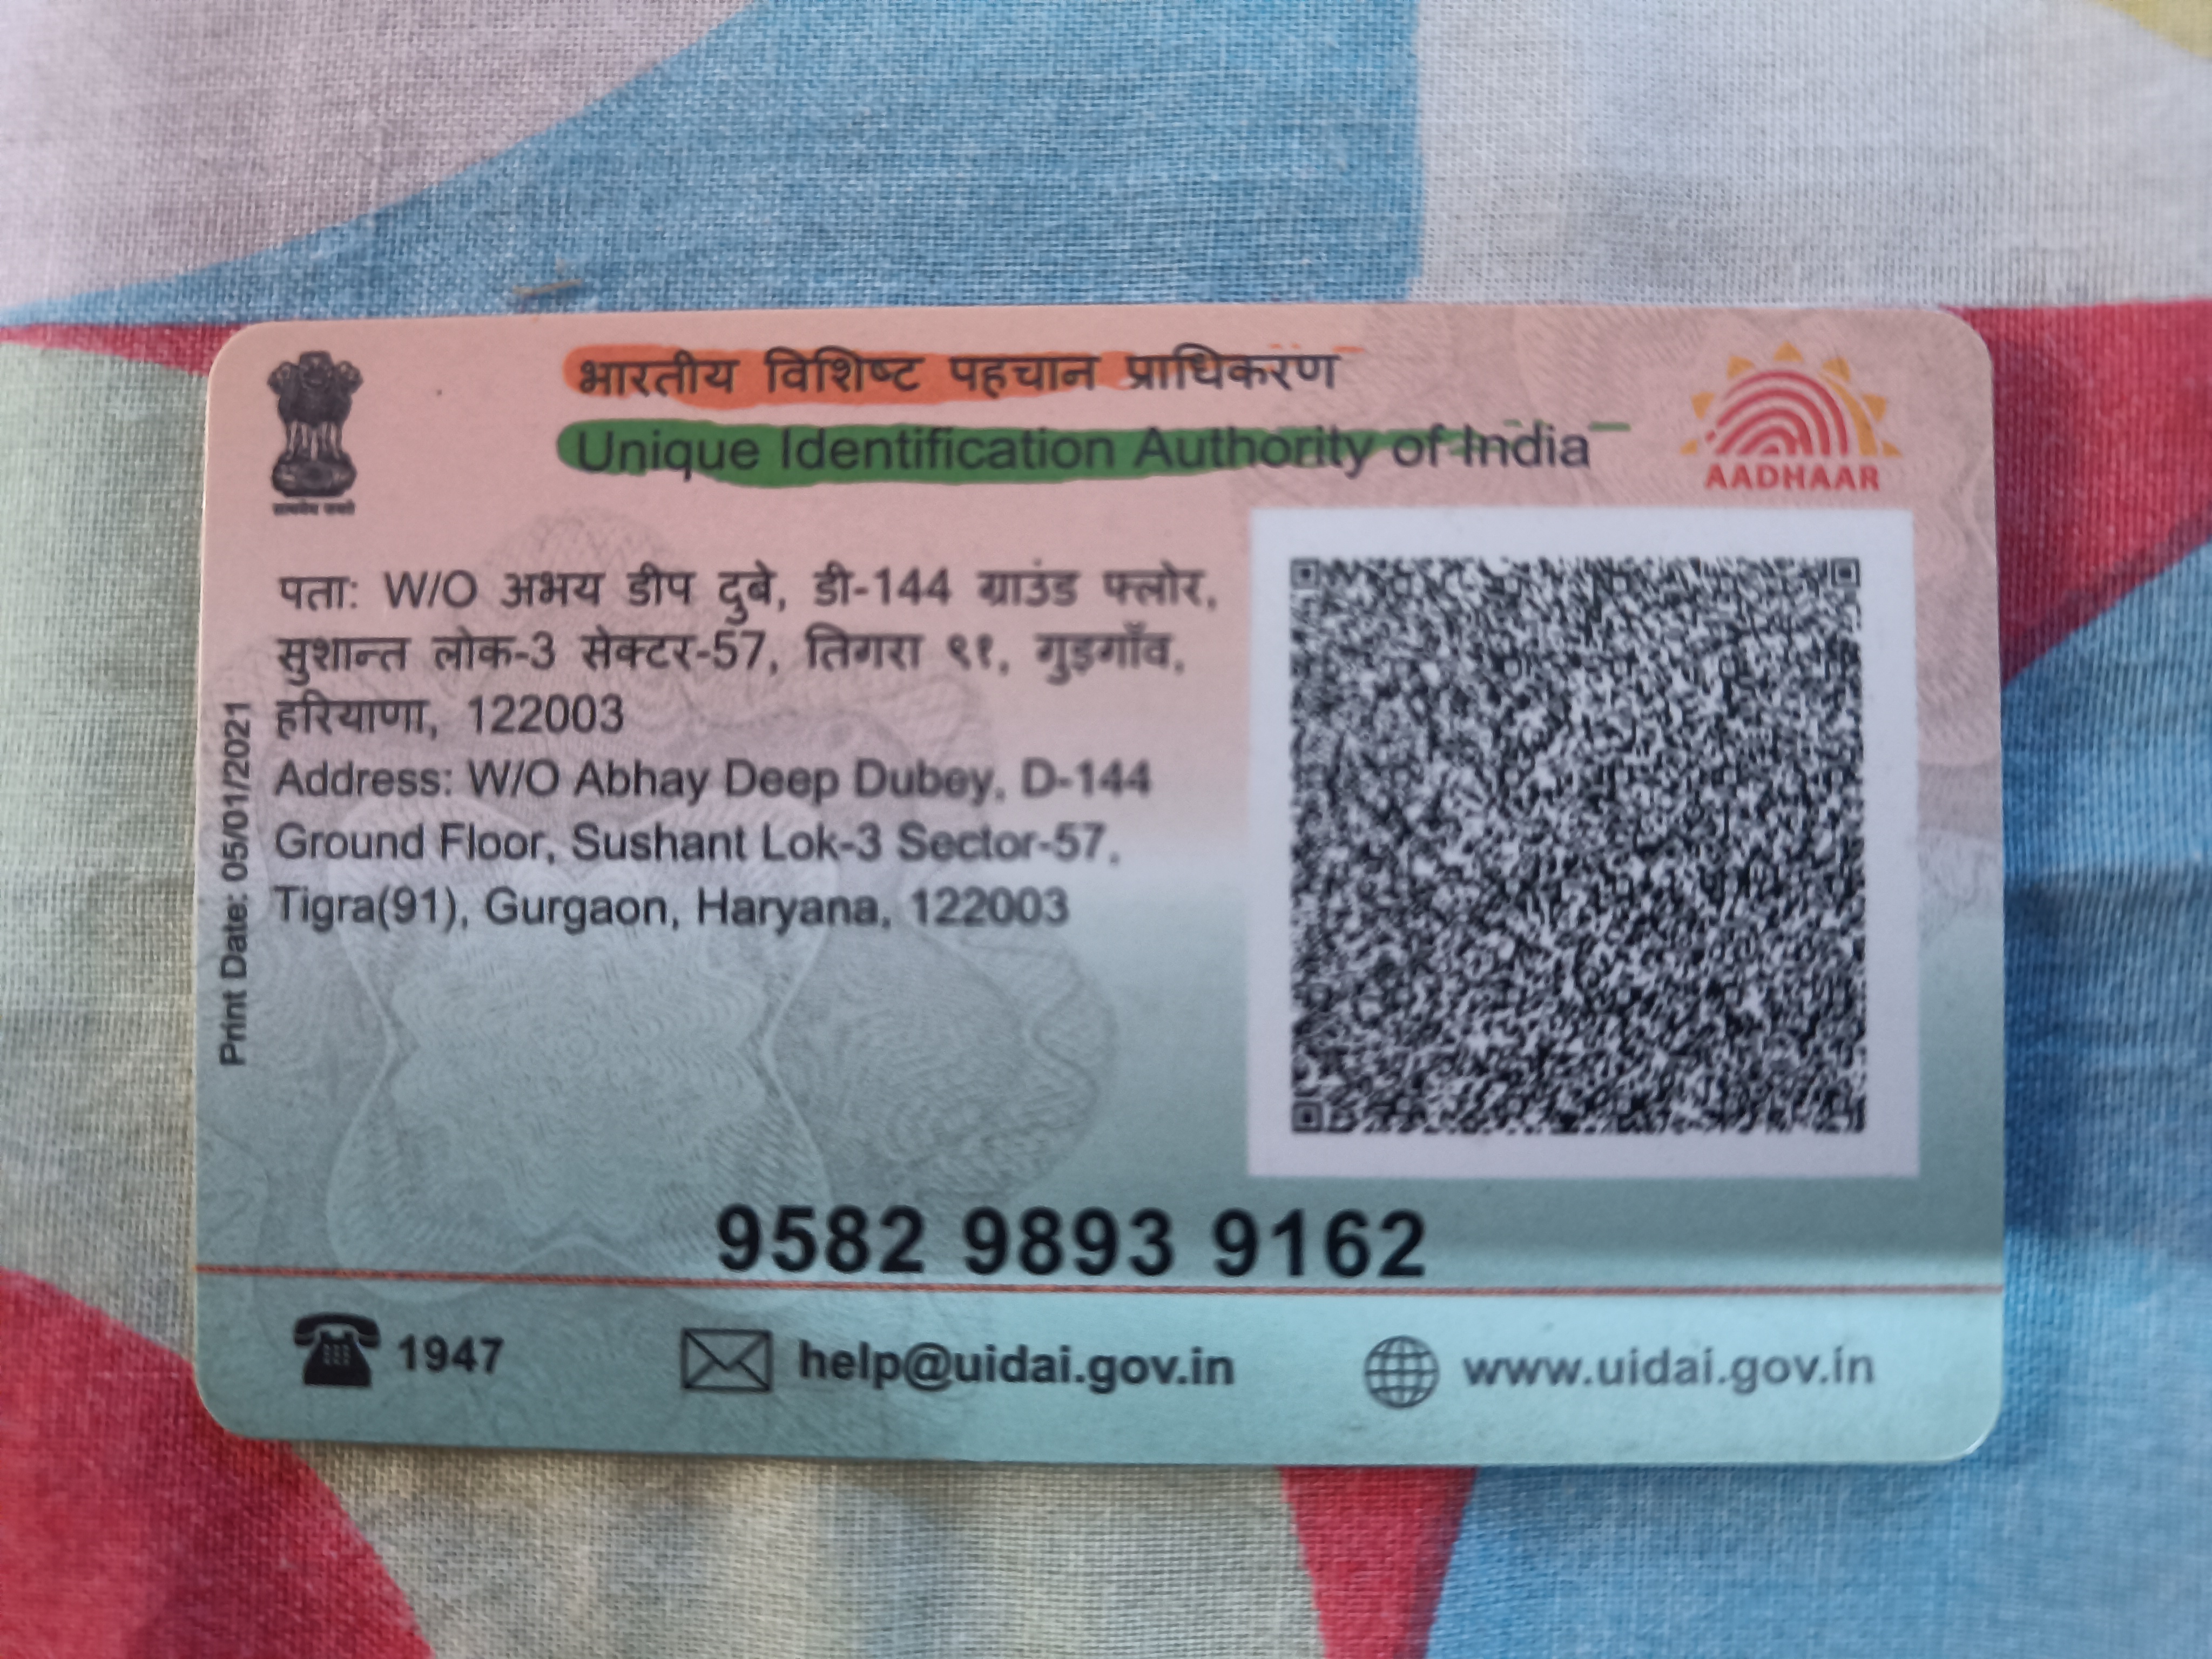 भारतीय विशिष्ट पहचान प्राधिकरण
Unique Identification Authority of India
AADHAAR
पता: W/O अभय डीप दुबे, डी-144 ग्राउंड फ्लोर,
सुशान्त लोक-3 सेक्टर-57, तिगरा ९१, गुड़गाँव,
हरियाणा, 122003
Address: W/O Abhay Deep Dubey, D-144
Ground Floor, Sushant Lok-3 Sector-57,
Tigra(91), Gurgaon, Haryana, 122003
Print Date: 05/01/2021
9582 9893 9162
1947
help@uidai.gov.in
www.uidai.gov.in